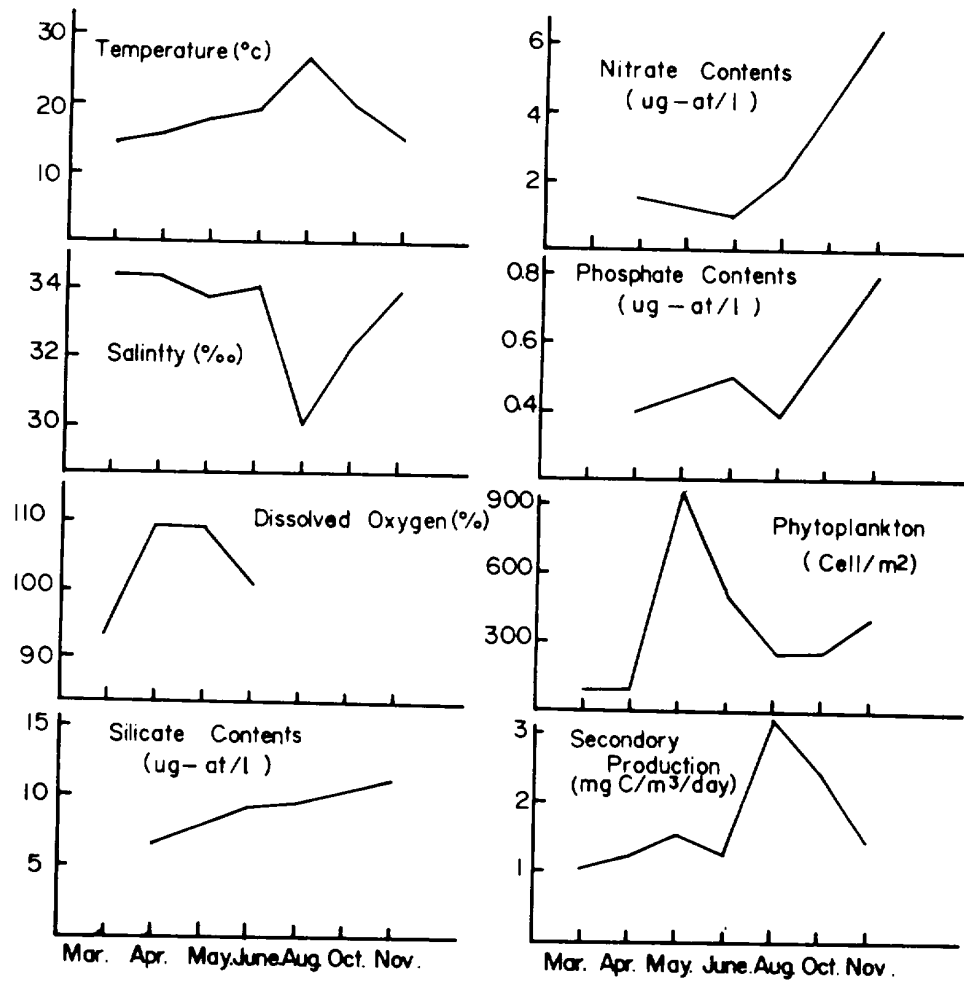 30
20
10
Temperature (°c)
6
4
2
Nitrate Contents
(ug-at/l)
34
32
30
Salinity (‰)
0.8
0.6
0.4
Phosphate Contents
(ug-at/l)
110
100
90
Dissolved Oxygen (%)
900
600
300
Phytoplankton
(Cell/m2)
15
10
5
Silicate Contents
(ug-at/l)
3
2
1
Secondory
Production
(mg C/m3/day)
Mar. Apr. May. June. Aug. Oct. Nov.
Mar. Apr. May. June. Aug. Oct. Nov.